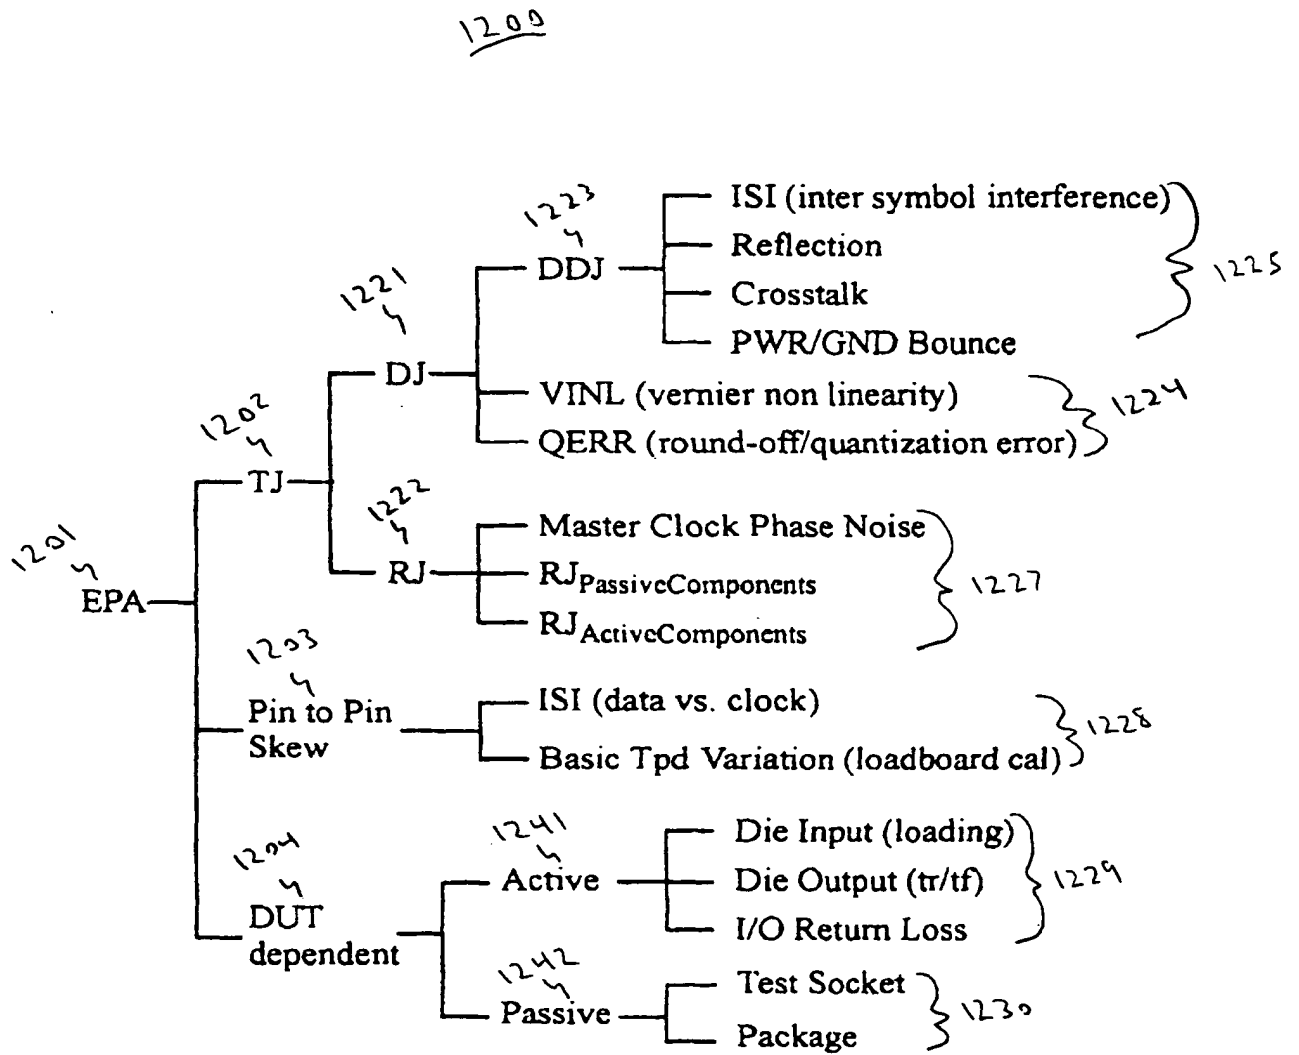 1200
1223
ISI (inter symbol interference)
Reflection
DDJ
1225
1221
Crosstalk
PWR/GND Bounce
DJ
VINL (vernier non linearity)
1224
1202
QERR (round-off/quantization error)
TJ
1222
Master Clock Phase Noise
1201
RJ
RJPassiveComponents
1227
EPA
RJActiveComponents
1203
Pin to Pin
Skew
ISI (data vs. clock)
1228
Basic Tpd Variation (loadboard cal)
1204
1241
Die Input (loading)
Active
Die Output (tr/tf)
1229
DUT
dependent
I/O Return Loss
1242
Test Socket
Passive
1230
Package